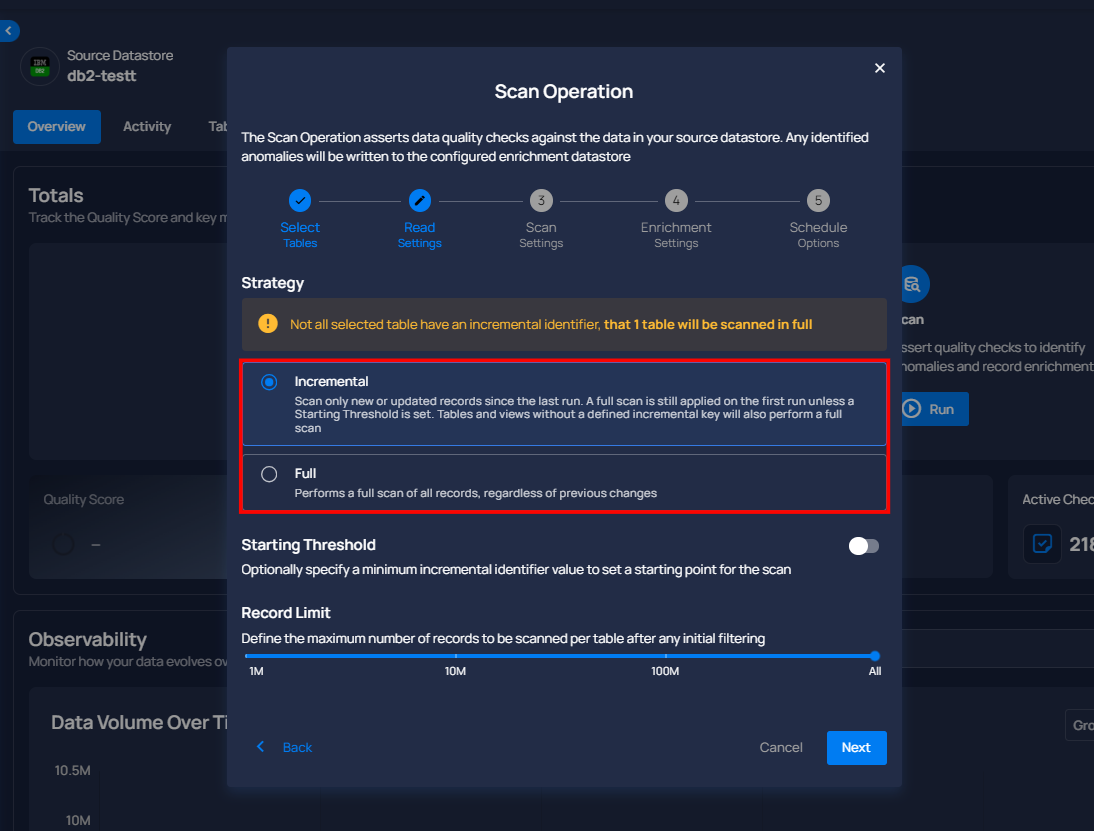 Source Datastore
IBM
DB2
db2-testt
Overview
Activity
Scan Operation
The Scan Operation asserts data quality checks against the data in your source datastore. Any identified
anomalies will be written to the configured enrichment datastore
3
4
5
Select
Tables
Read
Settings
Scan
Settings
Enrichment
Settings
Schedule
Options
Strategy
Not all selected table have an incremental identifier, that 1 table will be scanned in full
Incremental
Scan only new or updated records since the last run. A full scan is still applied on the first run unless a
Starting Threshold is set. Tables and views without a defined incremental key will also perform a full
scan
Full
Performs a full scan of all records, regardless of previous changes
Starting Threshold
Optionally specify a minimum incremental identifier value to set a starting point for the scan
Record Limit
Define the maximum number of records to be scanned per table after any initial filtering
1M
10M
100M
All
Back
Cancel
Next
Totals
Track the Quality Score and key
Quality Score
–
Observability
Monitor how your data evolves
Data Volume Over
10.5M
10M
quality checks to identify
and record enrichment
Run
Active